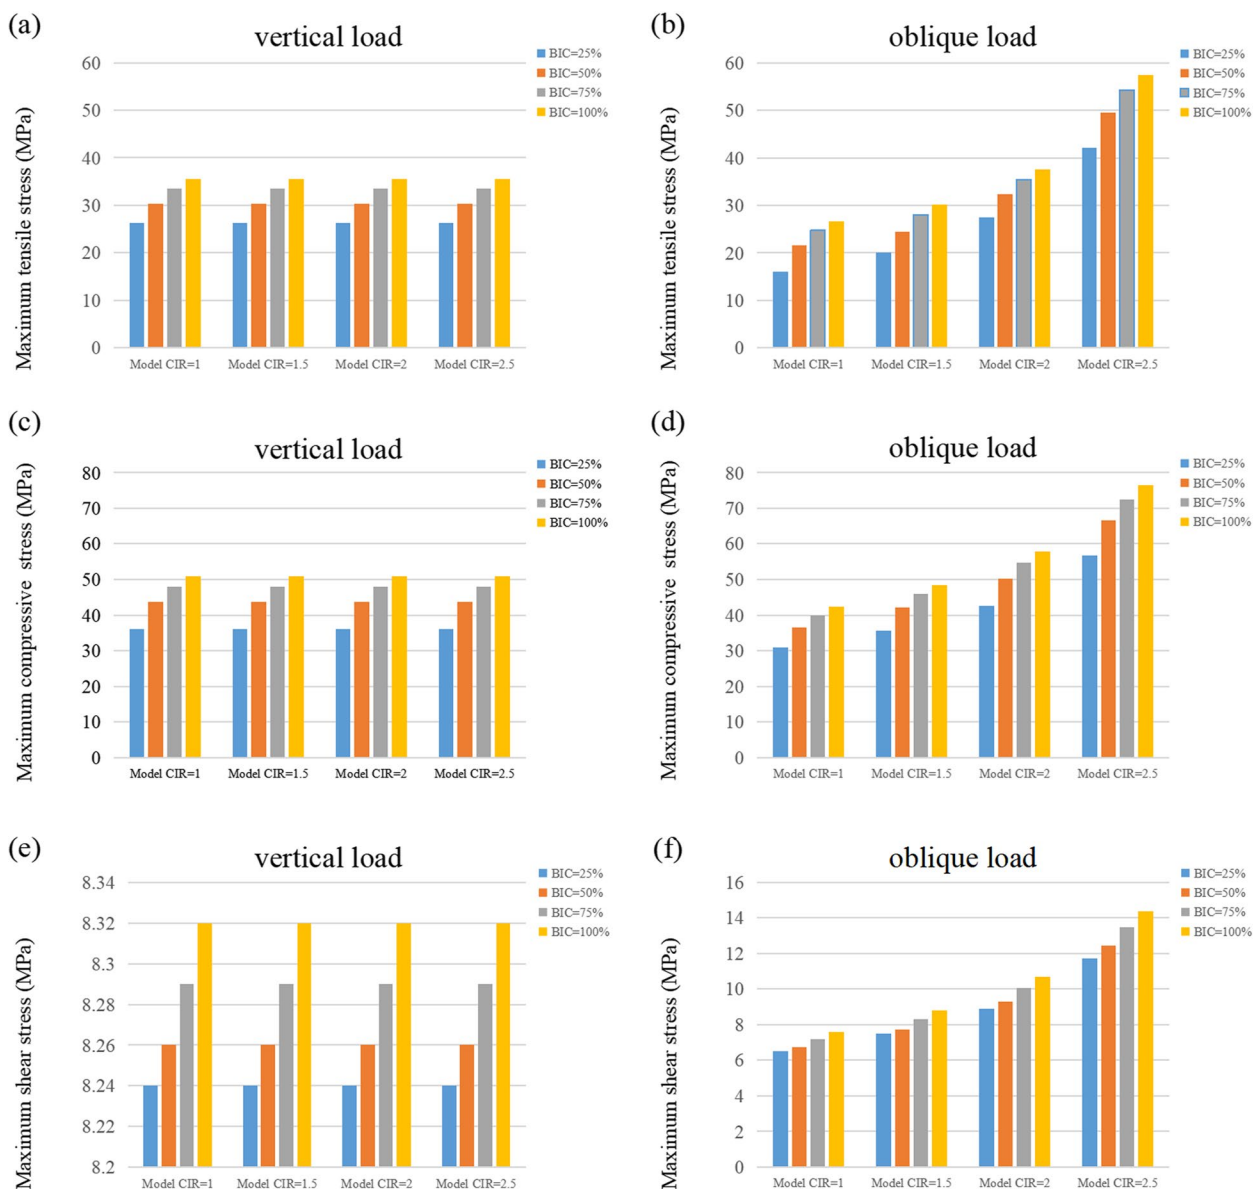 (a)
vertical load
BIC=25%
BIC=50%
BIC=75%
BIC=100%
Maximum tensile stress (MPa)
60
50
40
30
20
10
0
Model CIR=1 Model CIR=1.5 Model CIR=2 Model CIR=2.5
(b)
oblique load
BIC=25%
BIC=50%
BIC=75%
BIC=100%
Maximum tensile stress (MPa)
60
50
40
30
20
10
0
Model CIR=1 Model CIR=1.5 Model CIR=2 Model CIR=2.5
(c)
vertical load
BIC=25%
BIC=50%
BIC=75%
BIC=100%
Maximum compressive stress (MPa)
80
70
60
50
40
30
20
10
0
Model CIR=1 Model CIR=1.5 Model CIR=2 Model CIR=2.5
(d)
oblique load
BIC=25%
BIC=50%
BIC=75%
BIC=100%
Maximum compressive stress (MPa)
80
70
60
50
40
30
20
10
0
Model CIR=1 Model CIR=1.5 Model CIR=2 Model CIR=2.5
(e)
vertical load
BIC=25%
BIC=50%
BIC=75%
BIC=100%
Maximum shear stress (MPa)
8.34
8.32
8.3
8.28
8.26
8.24
8.22
8.2
Model CIR=1 Model CIR=1.5 Model CIR=2 Model CIR=2.5
(f)
oblique load
BIC=25%
BIC=50%
BIC=75%
BIC=100%
Maximum shear stress (MPa)
16
14
12
10
8
6
4
2
0
Model CIR=1 Model CIR=1.5 Model CIR=2 Model CIR=2.5